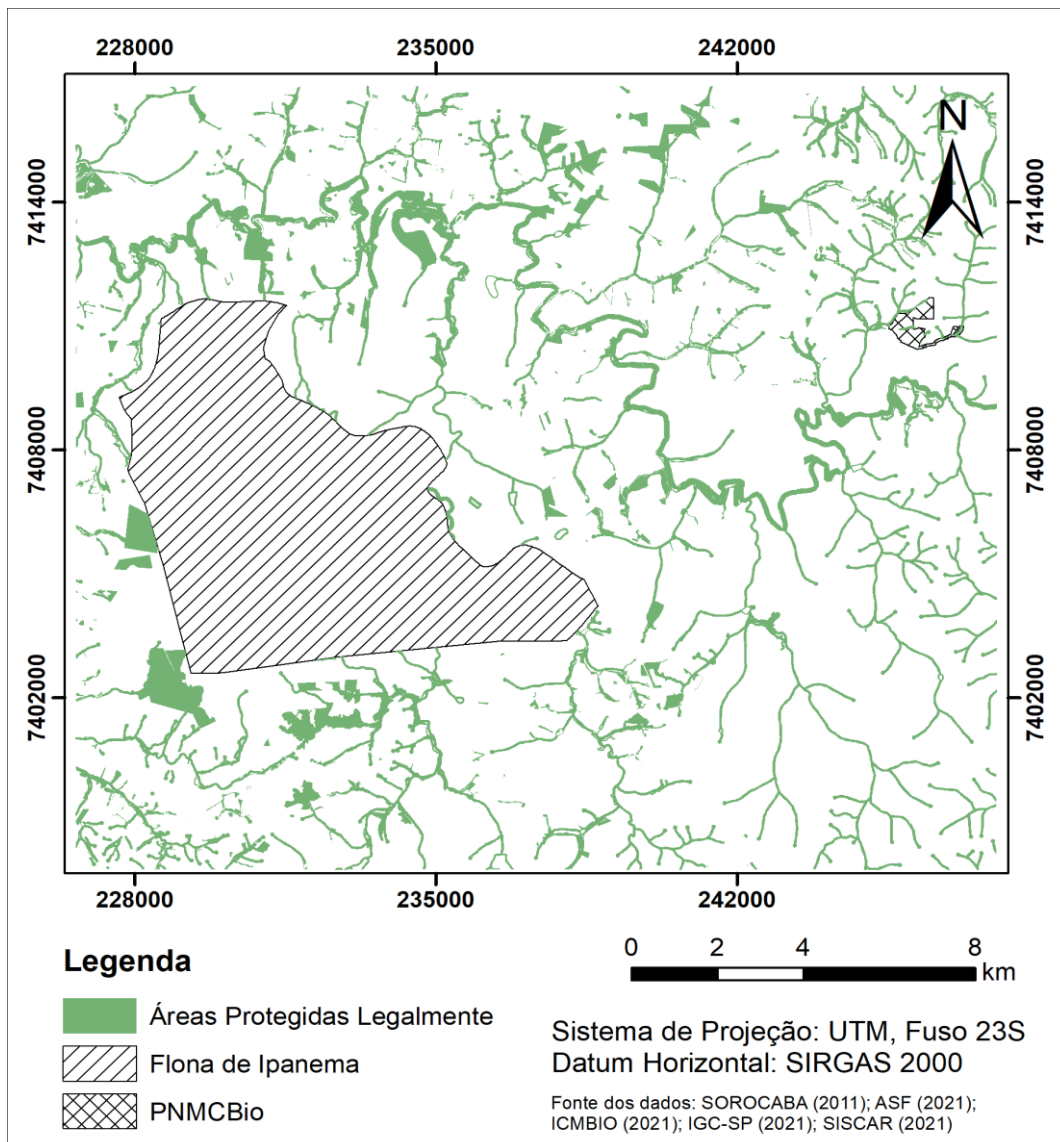 228000 235000 242000
N
7414000 7414000
7408000 7408000
7402000 7402000
228000 235000 242000
Legenda
Áreas Protegidas Legalmente
Flona de Ipanema
PNMCBio
0 2 4 8
km
Sistema de Projeção: UTM, Fuso 23S
Datum Horizontal: SIRGAS 2000
Fonte dos dados: SOROCABA (2011); ASF (2021);
ICMBIO (2021); IGC-SP (2021); SISCAR (2021)